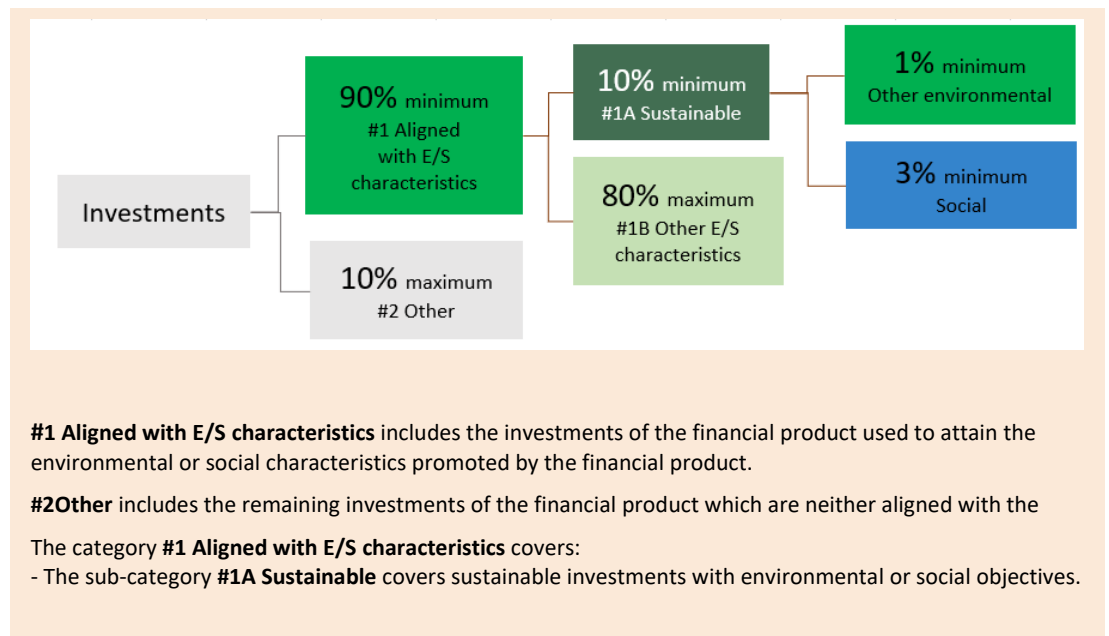 Investments
90% minimum
#1 Aligned
with E/S
characteristics
10% maximum
#2 Other
10% minimum
#1A Sustainable
80% maximum
#1B Other E/S
characteristics
1% minimum
Other environmental
3% minimum
Social
#1 Aligned with E/S characteristics includes the investments of the financial product used to attain the
environmental or social characteristics promoted by the financial product.
#2Other includes the remaining investments of the financial product which are neither aligned with the
The category #1 Aligned with E/S characteristics covers:
- The sub-category #1A Sustainable covers sustainable investments with environmental or social objectives.